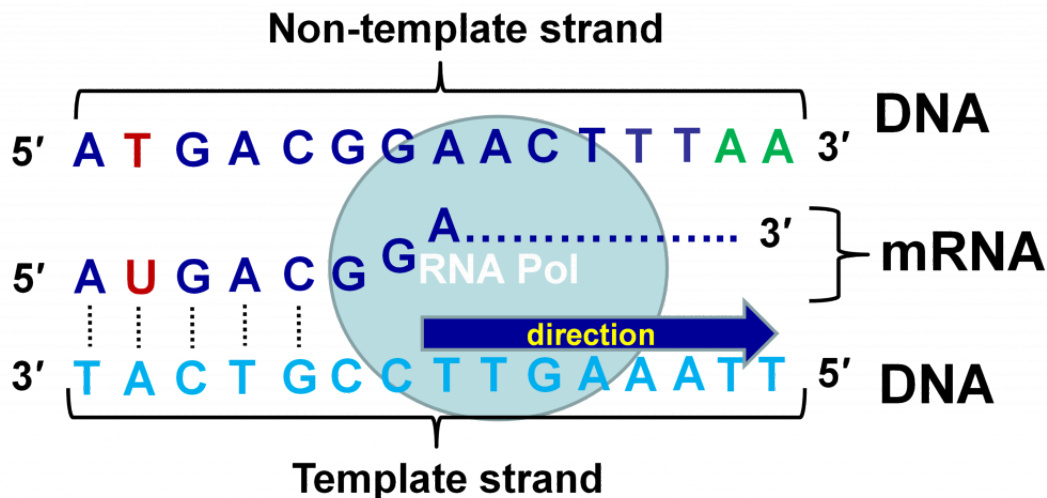 Non-template strand
5′ A T G A C G G A A C T T T A A 3′ DNA
A
3′
G
5′ A U G A C G
RNA Pol
mRNA
direction
3′ T A C T G C C T T G A A A T T 5′ DNA
Template strand